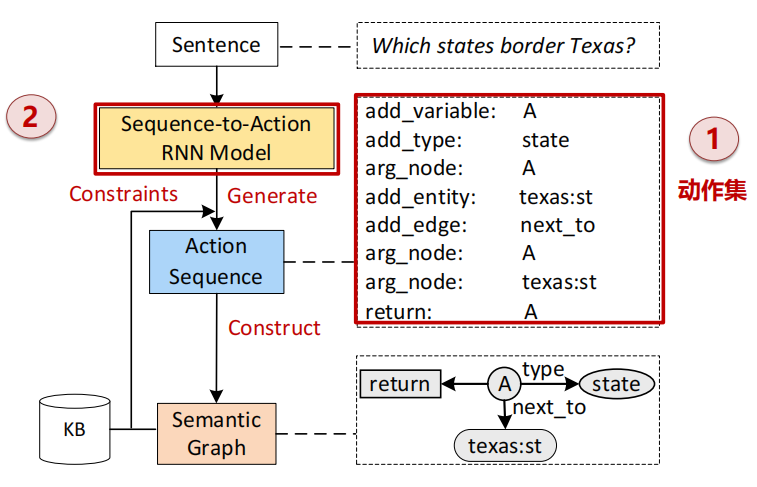 Sentence
Which states border Texas?
2
Sequence-to-Action
RNN Model
add_variable: A
add_type: state
arg_node: A
add_entity: texas:st
add_edge: next_to
arg_node: A
arg_node: texas:st
return: A
1
动作集
Constraints
Generate
Action
Sequence
Construct
KB
Semantic
Graph
return
A
type
state
next_to
texas:st